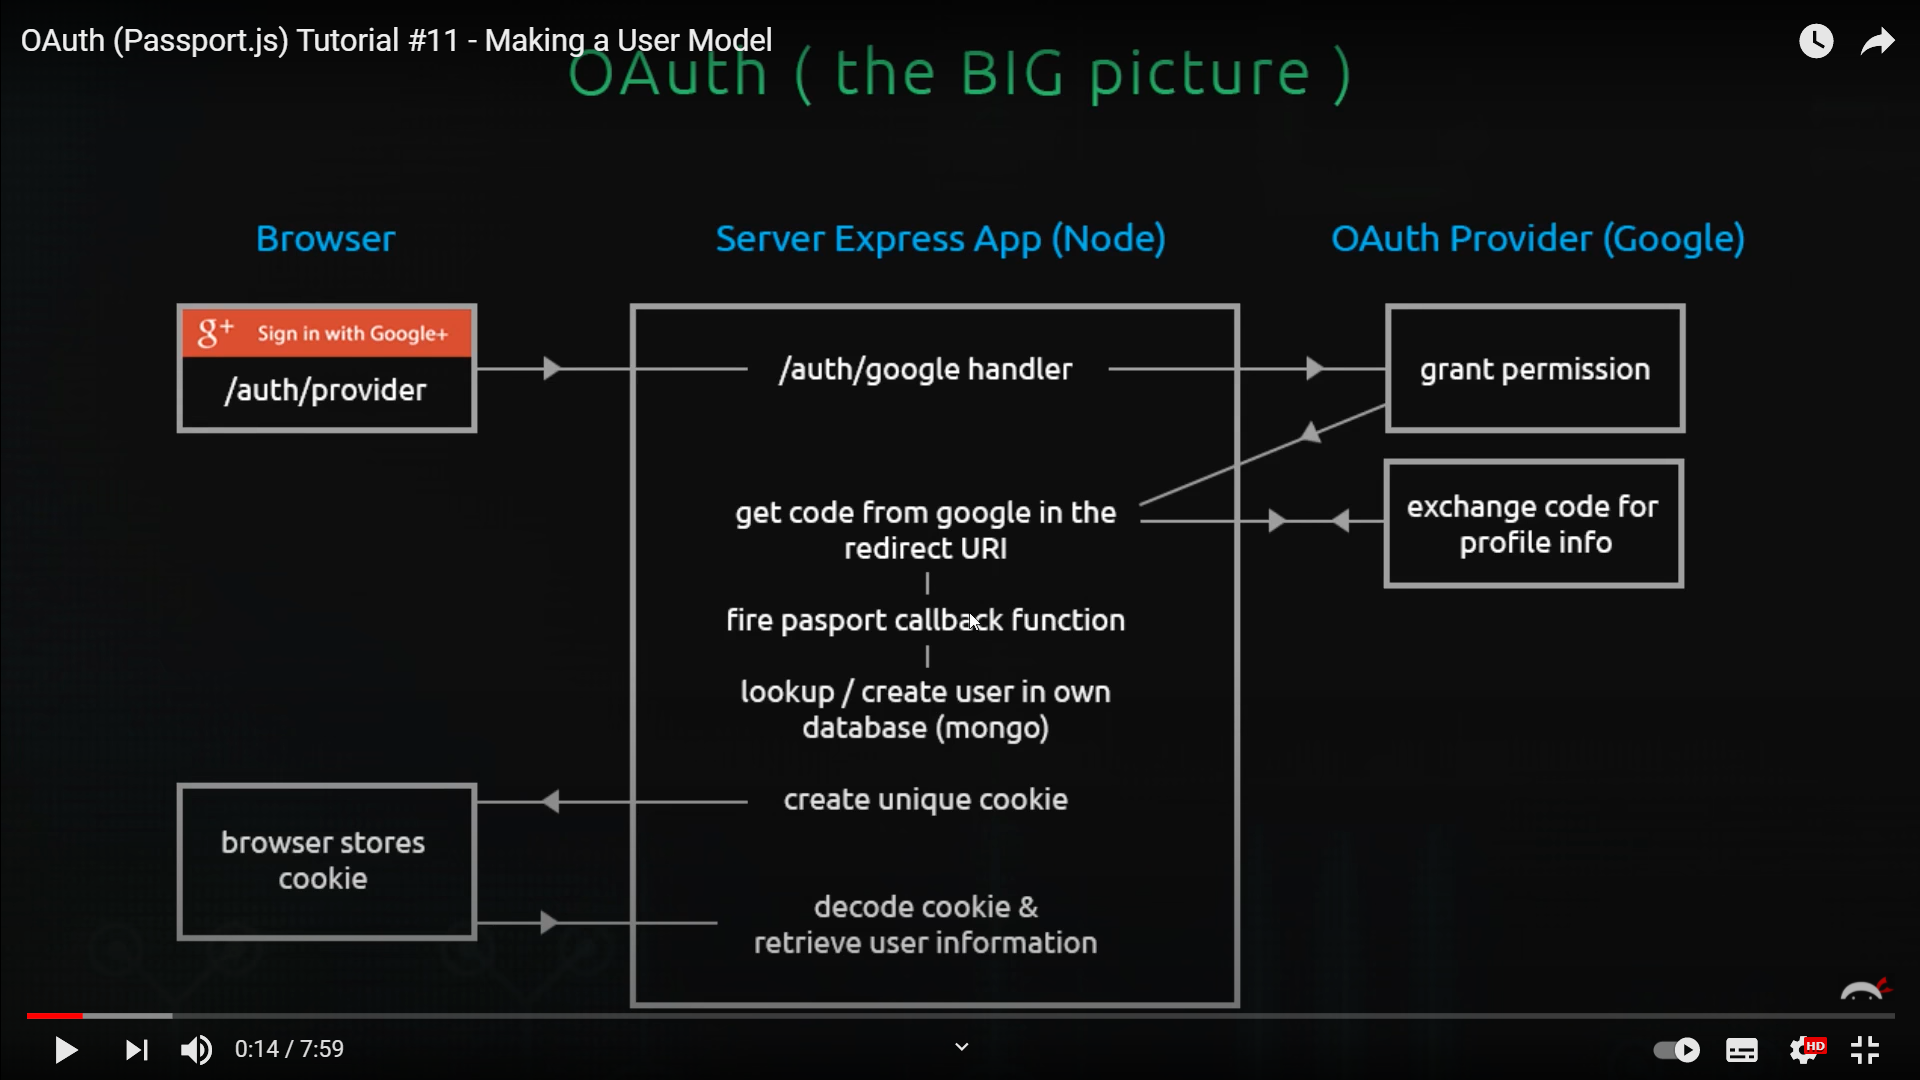 OAuth (Passport.js) Tutorial #11 - Making a User Model
OAuth ( the BIG picture )
Browser
Server Express App (Node)
OAuth Provider (Google)
g+ Sign in with Google+
/auth/provider
/auth/google handler
grant permission
get code from google in the
redirect URI
exchange code for
profile info
fire pasport callback function
lookup / create user in own
database (mongo)
create unique cookie
browser stores
cookie
decode cookie &
retrieve user information
0:14 / 7:59
HD